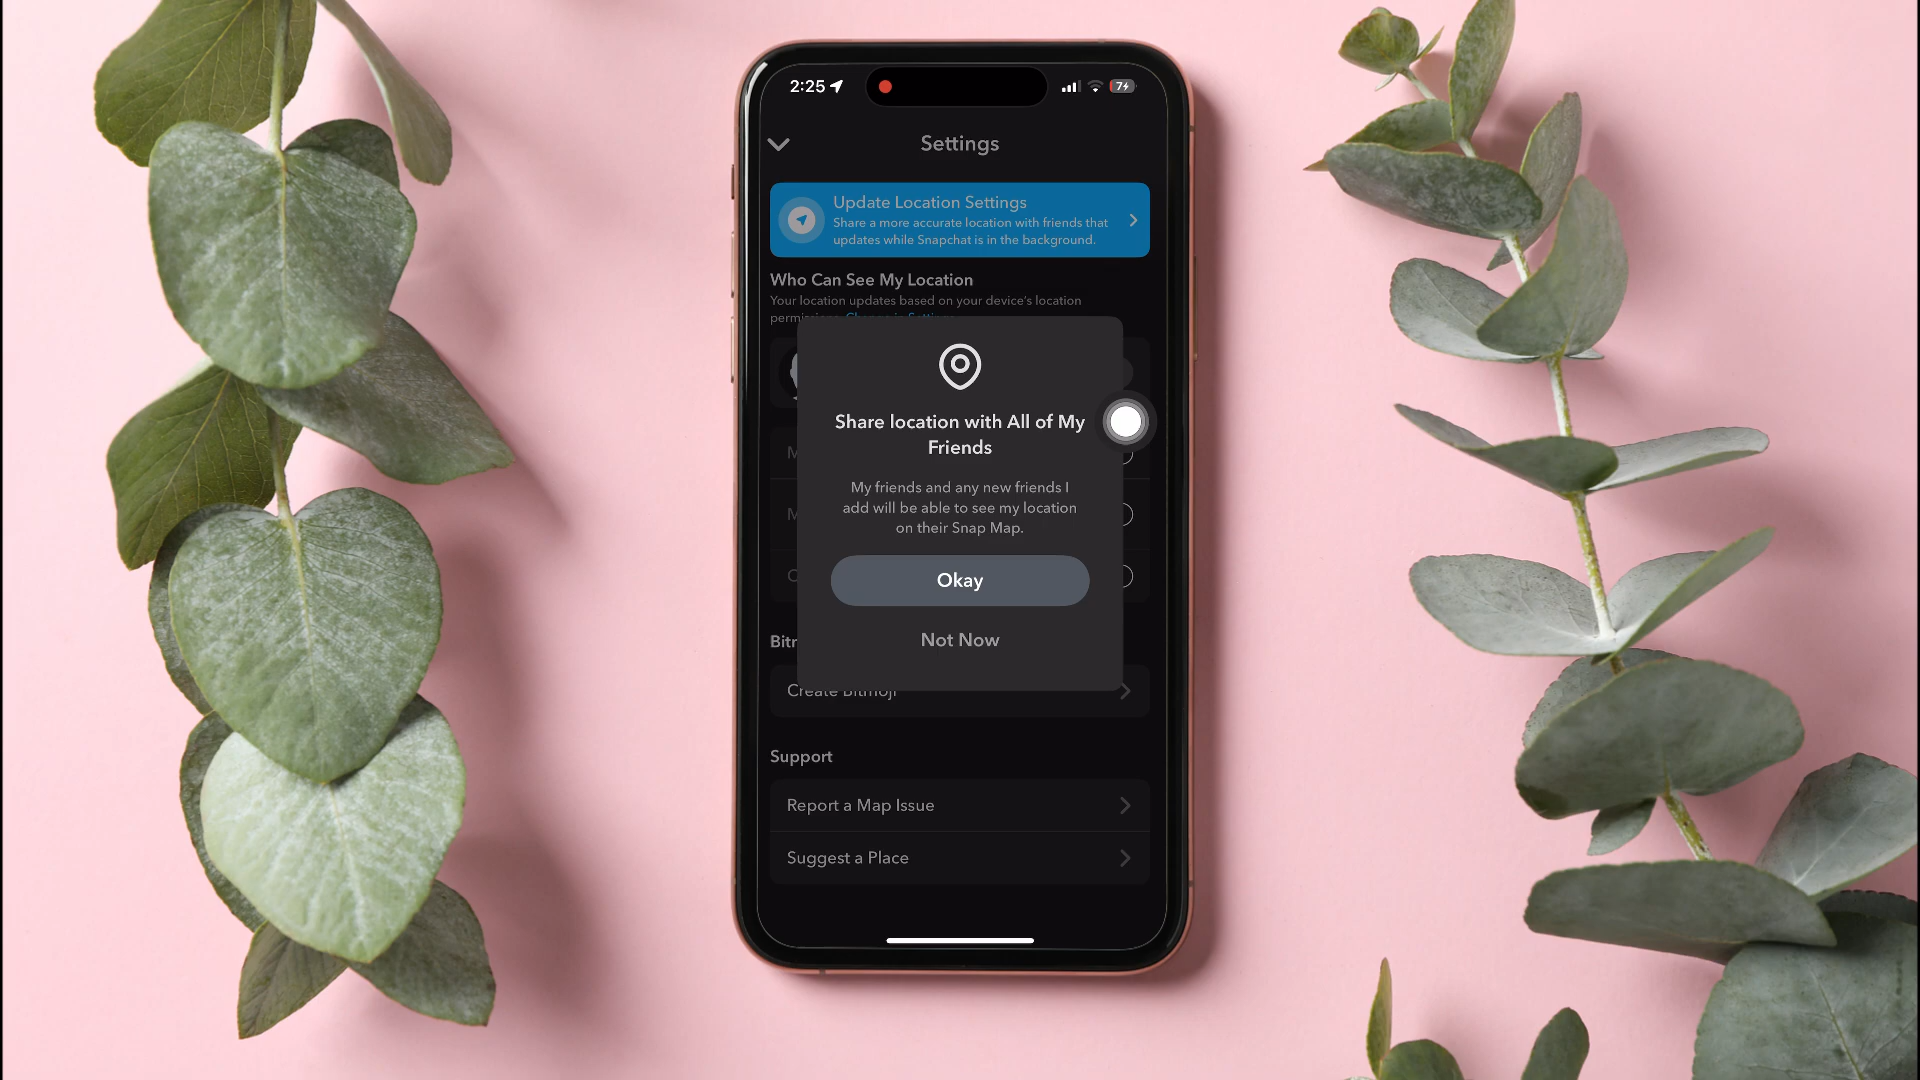 2:25
7
Settings
Update Location Settings
Share a more accurate location with friends that
updates while Snapchat is in the background.
Who Can See My Location
Your location updates based on your device's location
Share location with All of My
Friends
My friends and any new friends I
add will be able to see my location
on their Snap Map.
Okay
Not Now
Create Bitmoji
Support
Report a Map Issue
Suggest a Place